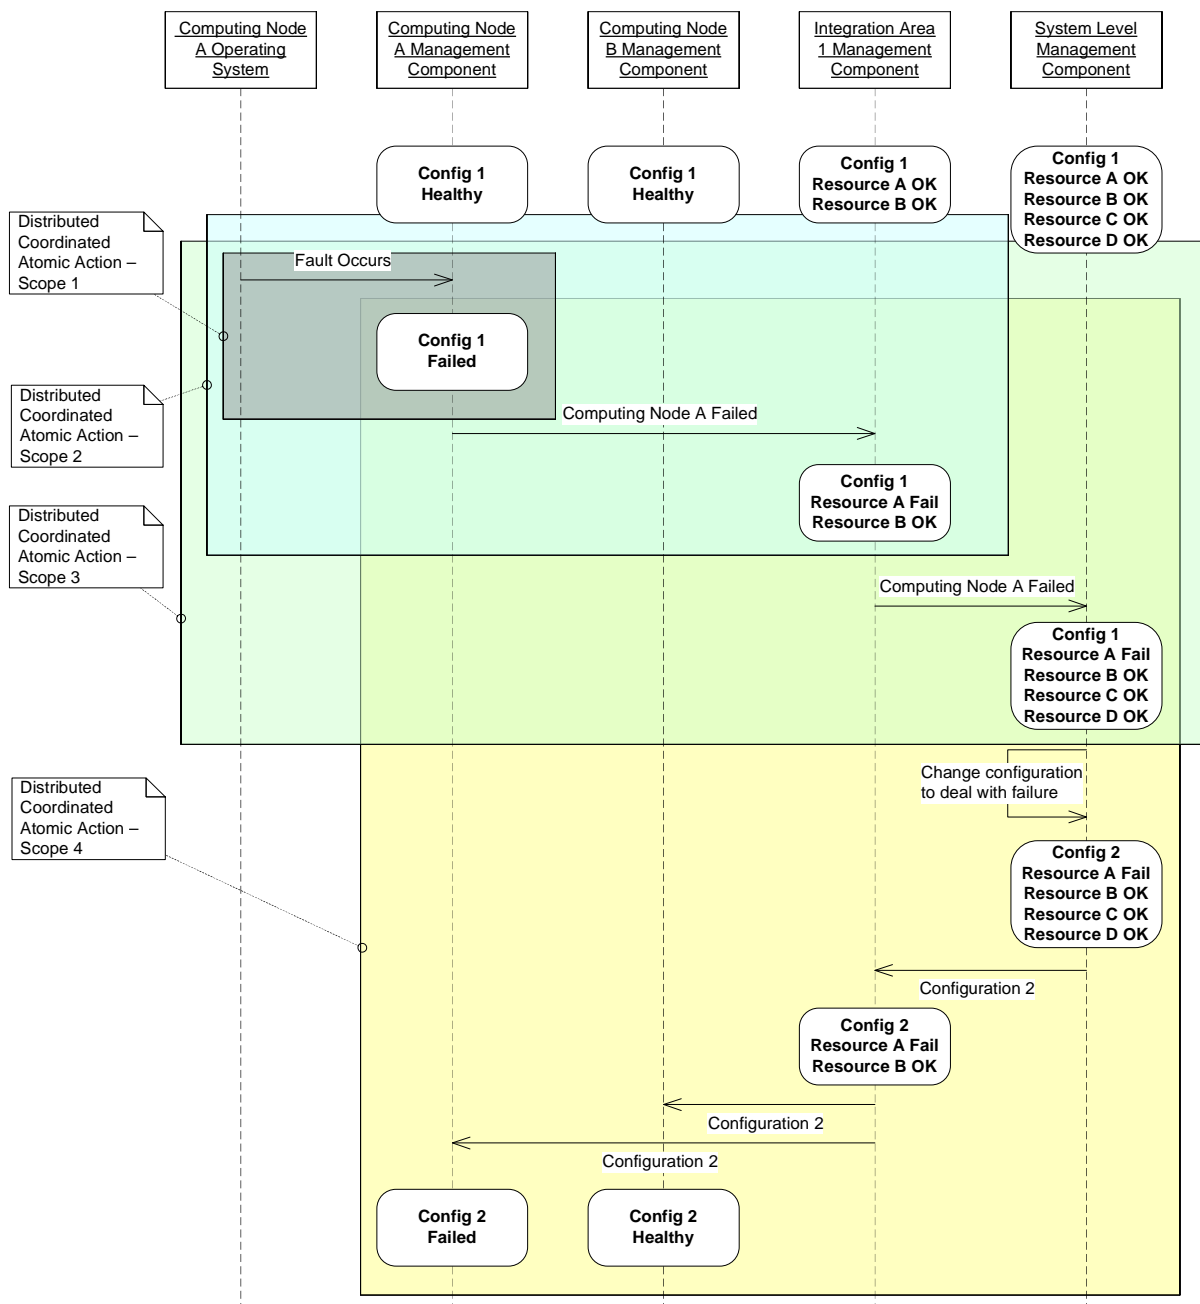 Computing Node
A Operating
System
Computing Node
A Management
Component
Computing Node
B Management
Component
Integration Area
1 Management
Component
System Level
Management
Component
Config 1
Healthy
Config 1
Healthy
Config 1
Resource A OK
Resource B OK
Config 1
Resource A OK
Resource B OK
Resource C OK
Resource D OK
Distributed
Coordinated
Atomic Action –
Scope 1
Fault Occurs
Config 1
Failed
Distributed
Coordinated
Atomic Action –
Scope 2
Computing Node A Failed
Config 1
Resource A Fail
Resource B OK
Distributed
Coordinated
Atomic Action –
Scope 3
Computing Node A Failed
Config 1
Resource A Fail
Resource B OK
Resource C OK
Resource D OK
Change configuration
to deal with failure
Distributed
Coordinated
Atomic Action –
Scope 4
Config 2
Resource A Fail
Resource B OK
Resource C OK
Resource D OK
Configuration 2
Config 2
Resource A Fail
Resource B OK
Configuration 2
Configuration 2
Config 2
Failed
Config 2
Healthy